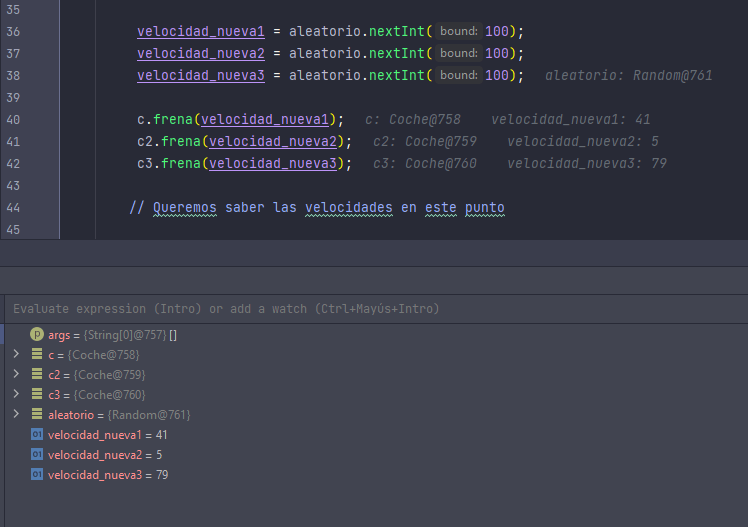 35
36 velocidad_nueva1 = aleatorio.nextInt( bound: 100);
37 velocidad_nueva2 = aleatorio.nextInt( bound: 100);
38 velocidad_nueva3 = aleatorio.nextInt( bound: 100); aleatorio: Random@761
39
40 c.frena(velocidad_nueva1); c: Coche@758 velocidad_nueva1: 41
41 c2.frena(velocidad_nueva2); c2: Coche@759 velocidad_nueva2: 5
42 c3.frena(velocidad_nueva3); c3: Coche@760 velocidad_nueva3: 79
43
44 // Queremos saber las velocidades en este punto
45
Evaluate expression (Intro) or add a watch (Ctrl+Mayús+Intro)
p args = {String[0]@757} []
c = {Coche@758}
c2 = {Coche@759}
c3 = {Coche@760}
aleatorio = {Random@761}
01 velocidad_nueva1 = 41
01 velocidad_nueva2 = 5
01 velocidad_nueva3 = 79